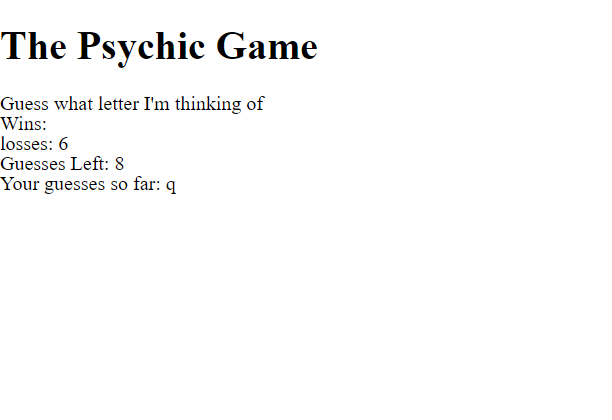 The Psychic Game
Guess what letter I'm thinking of
Wins:
losses: 6
Guesses Left: 8
Your guesses so far: q